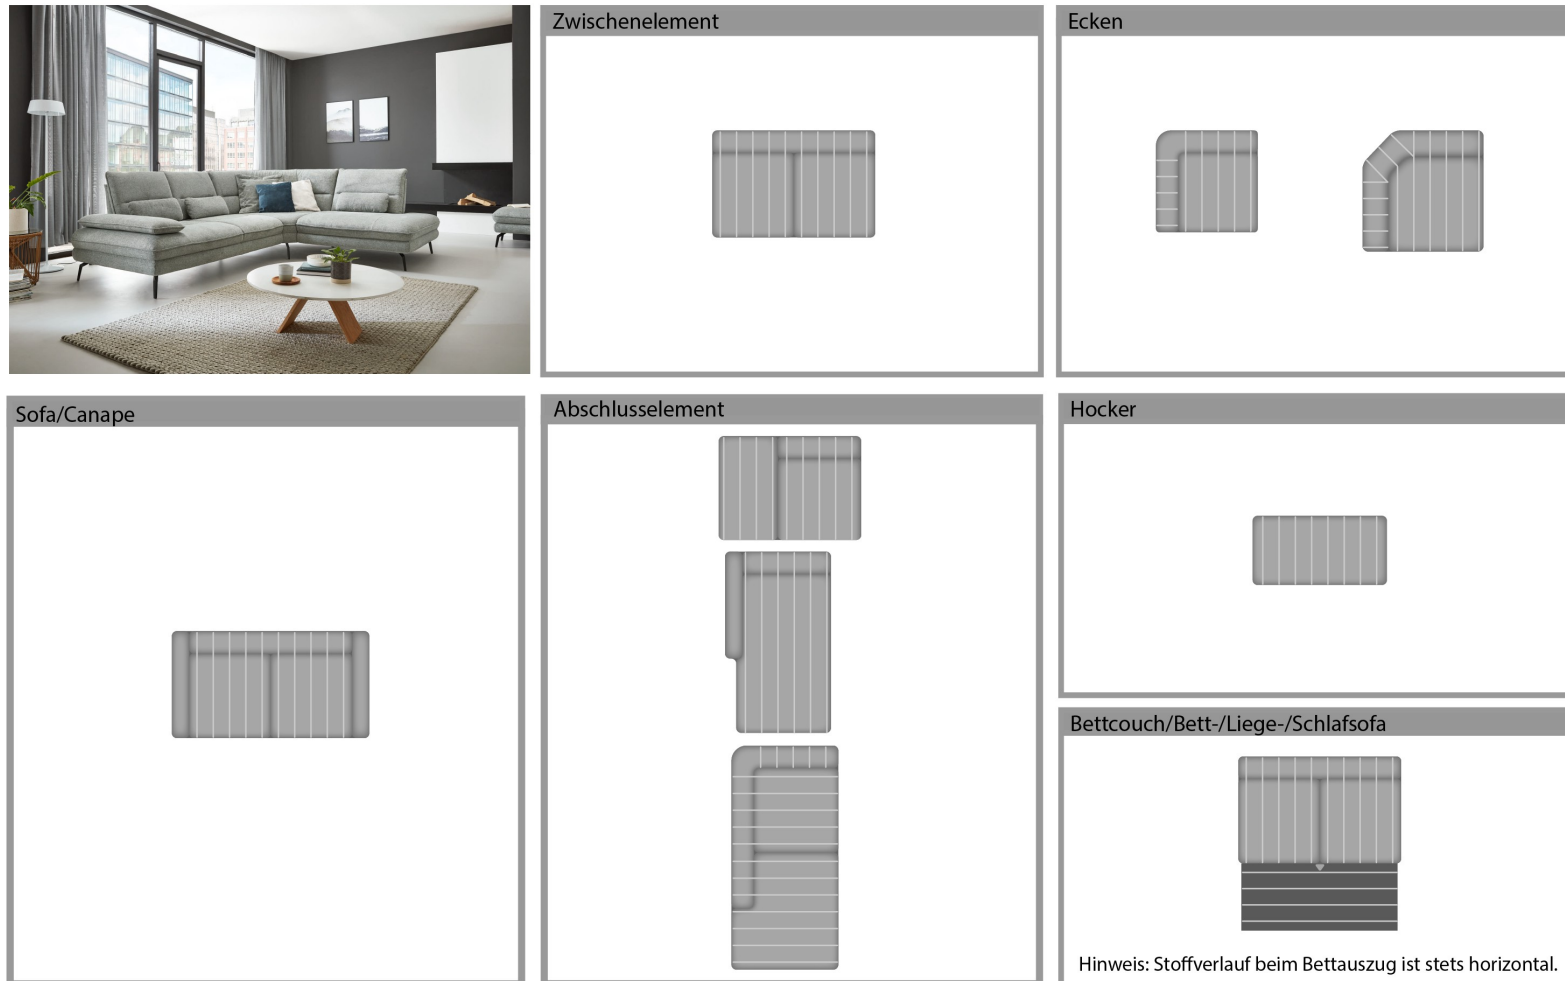 Zwischenelement
Ecken
Sofa/Canape
Abschlusselement
Hocker
Bettcouch/Bett-/Liege-/Schlafsofa
Hinweis: Stoffverlauf beim Bettauszug ist stets horizontal.